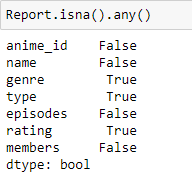 Report.isna().any()
anime_id    False
name        False
genre        True
type         True
episodes    False
rating       True
members     False
dtype: bool